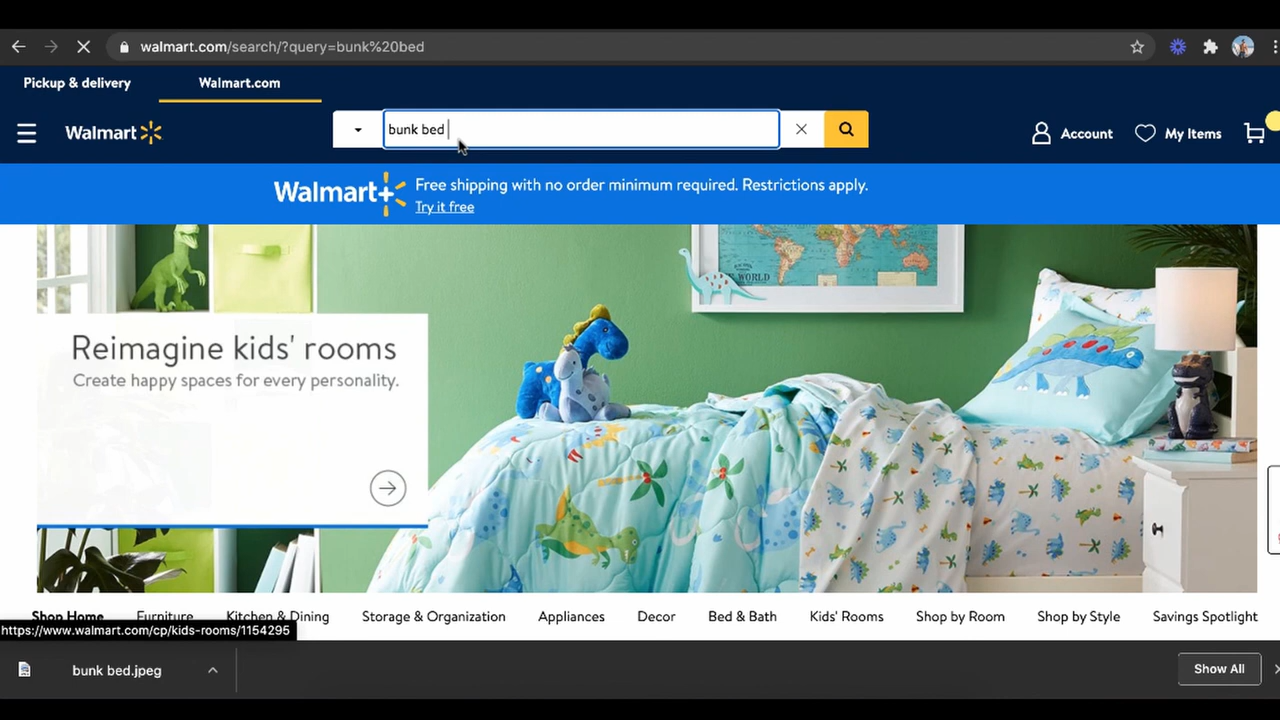 walmart.com/search/?query=bunk%20bed
Pickup & delivery
Walmart.com
Walmart
bunk bed
Account
My Items
Walmart+
Free shipping with no order minimum required. Restrictions apply.
Try it free
WORLD
Reimagine kids' rooms
Create happy spaces for every personality.
Shop Home Furniture Kitchen & Dining Storage & Organization Appliances Decor Bed & Bath Kids' Rooms Shop by Room Shop by Style Savings Spotlight
https://www.walmart.com/cp/kids-rooms/1154295
bunk bed.jpeg
Show All